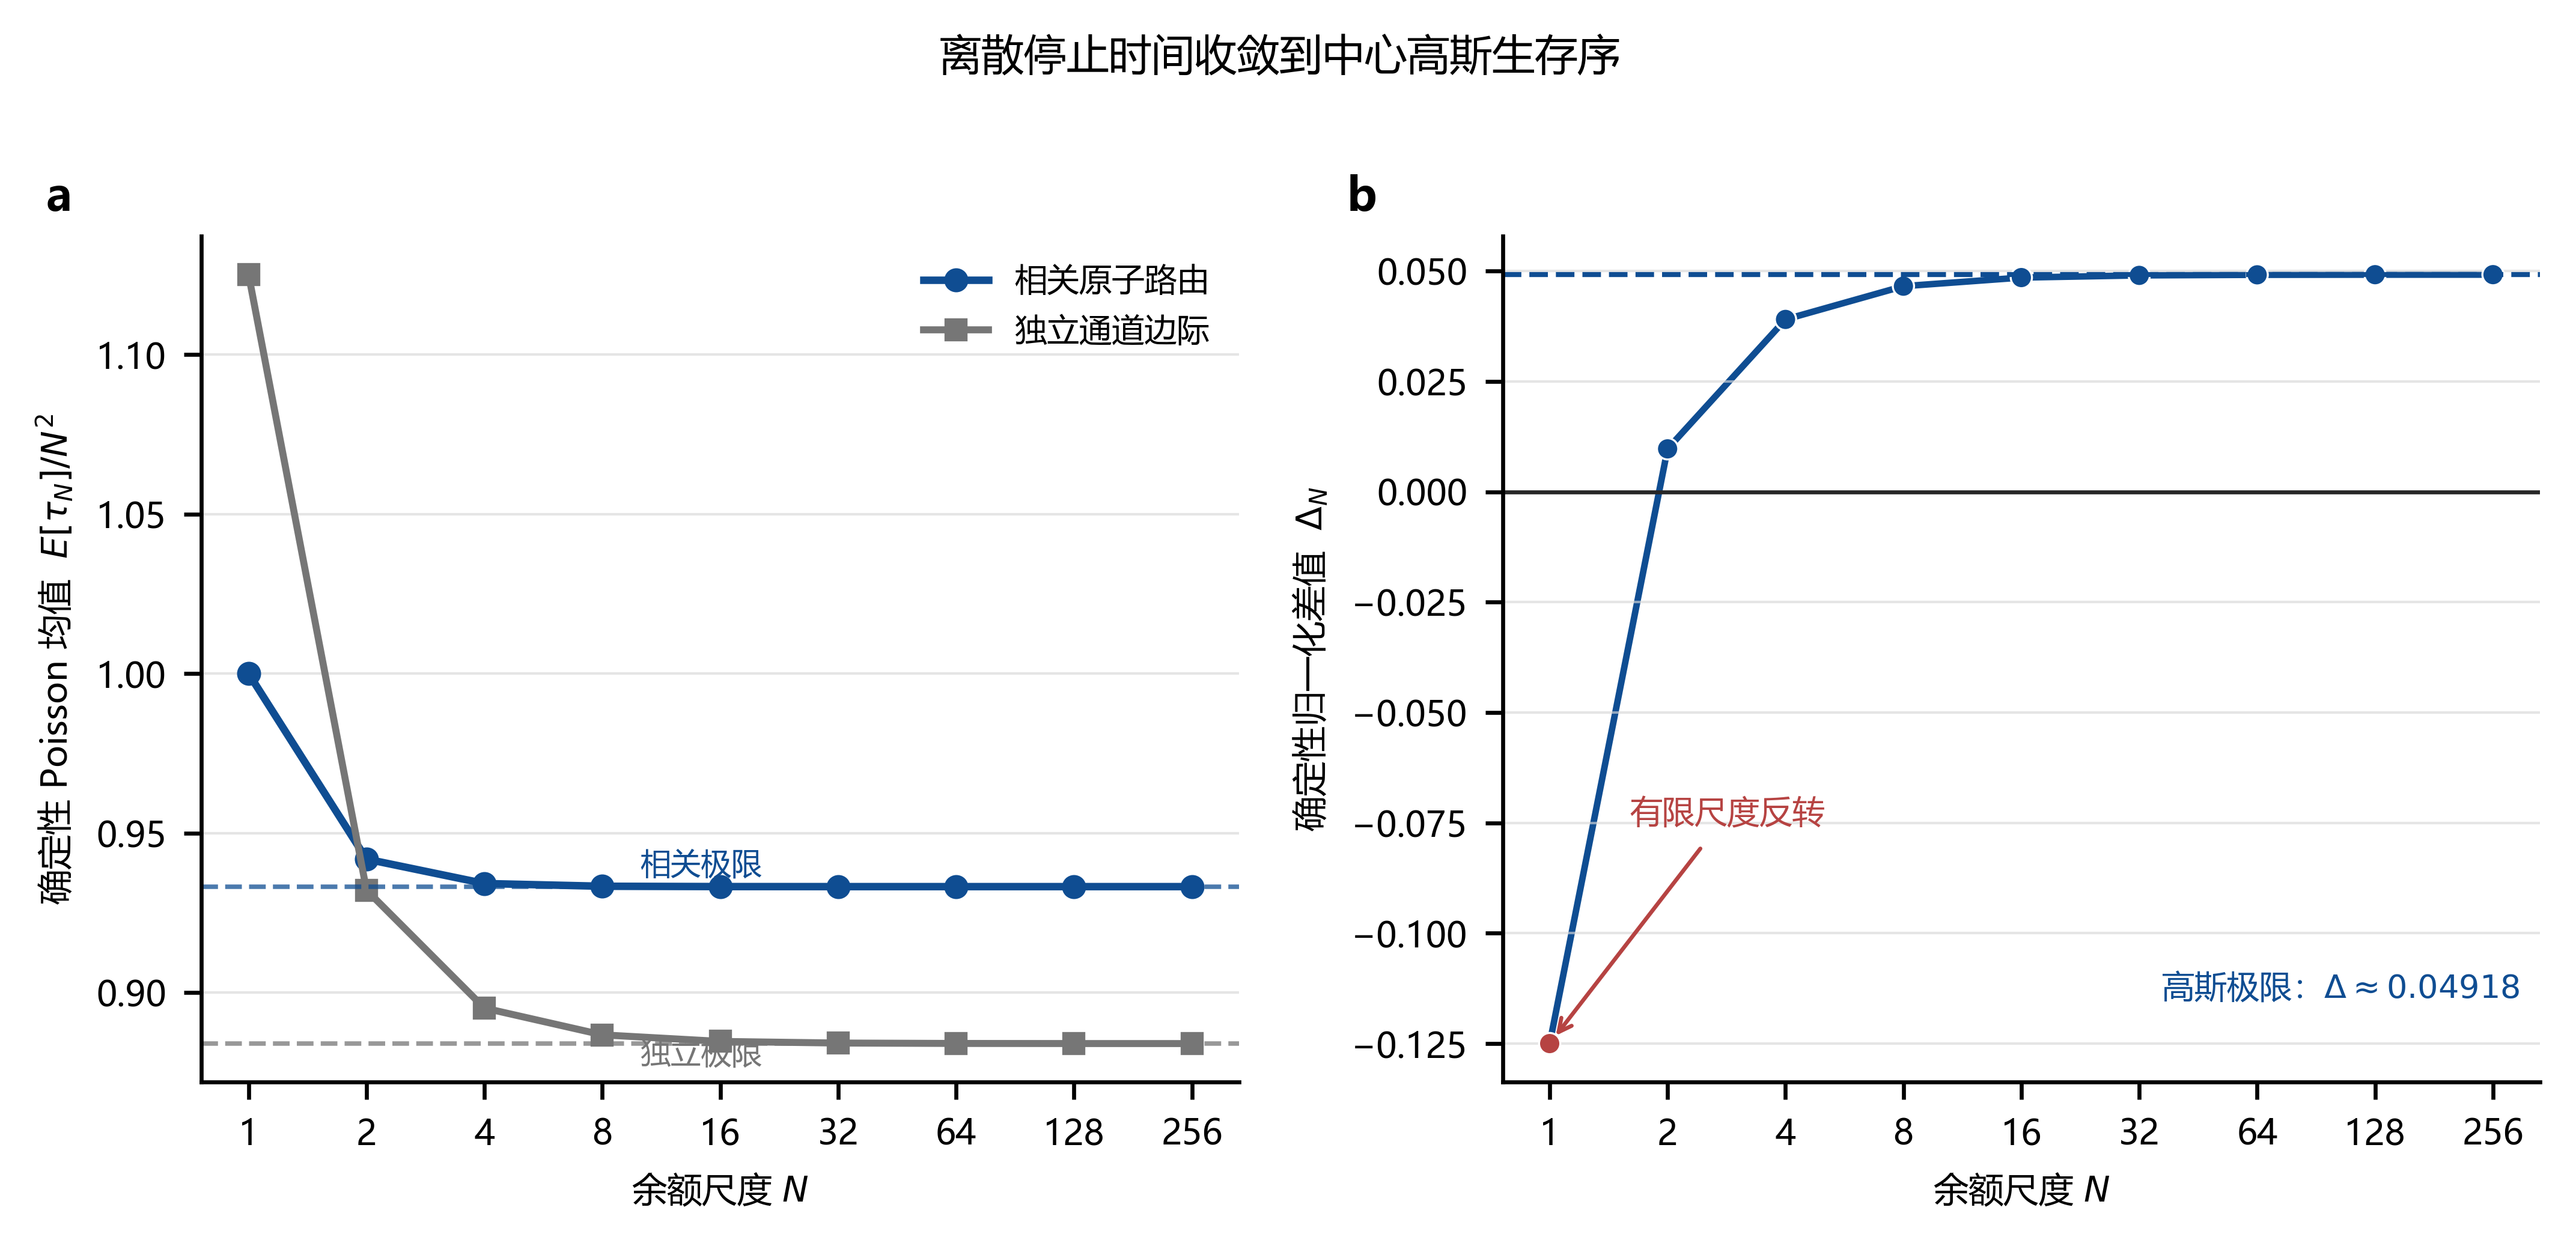 离散停止时间收敛到中心高斯生存序
a
确定性 Poisson 均值 E[τ_N]/N²
1.10
1.05
1.00
0.95
0.90
相关原子路由
独立通道边际
相关极限
独立极限
1 2 4 8 16 32 64 128 256
余额尺度 N
b
确定性归一化差值 Δ_N
0.050
0.025
0.000
−0.025
−0.050
−0.075
−0.100
−0.125
有限尺度反转
高斯极限：Δ ≈ 0.04918
1 2 4 8 16 32 64 128 256
余额尺度 N